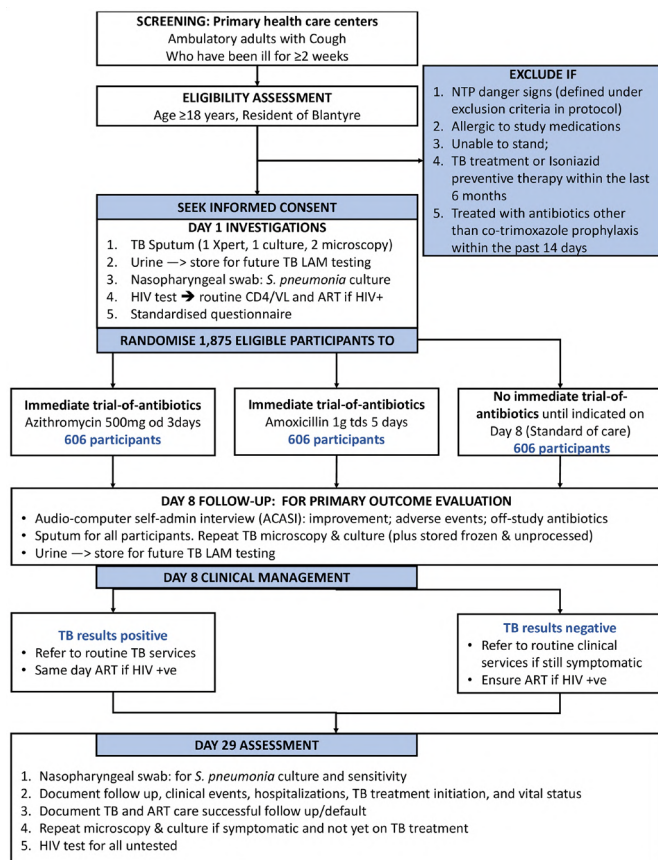 SCREENING: Primary health care centers
Ambulatory adults with Cough
Who have been ill for ≥2 weeks
ELIGIBILITY ASSESSMENT
Age ≥18 years, Resident of Blantyre
EXCLUDE IF
1. NTP danger signs (defined under
exclusion criteria in protocol)
2. Allergic to study medications
3. Unable to stand;
4. TB treatment or Isoniazid
preventive therapy within the last
6 months
5. Treated with antibiotics other
than co-trimoxazole prophylaxis
within the past 14 days
SEEK INFORMED CONSENT
DAY 1 INVESTIGATIONS
1. TB Sputum (1 Xpert, 1 culture, 2 microscopy)
2. Urine —> store for future TB LAM testing
3. Nasopharyngeal swab: S. pneumonia culture
4. HIV test ➔ routine CD4/VL and ART if HIV+
5. Standardised questionnaire
RANDOMISE 1,875 ELIGIBLE PARTICIPANTS TO
Immediate trial-of-antibiotics
Azithromycin 500mg od 3days
606 participants
Immediate trial-of-antibiotics
Amoxicillin 1g tds 5 days
606 participants
No immediate trial-of-
antibiotics until indicated on
Day 8 (Standard of care)
606 participants
DAY 8 FOLLOW-UP: FOR PRIMARY OUTCOME EVALUATION
• Audio-computer self-admin interview (ACASI): improvement; adverse events; off-study antibiotics
• Sputum for all participants. Repeat TB microscopy & culture (plus stored frozen & unprocessed)
• Urine —> store for future TB LAM testing
DAY 8 CLINICAL MANAGEMENT
TB results positive
• Refer to routine TB services
• Same day ART if HIV +ve
TB results negative
• Refer to routine clinical
services if still symptomatic
• Ensure ART if HIV +ve
DAY 29 ASSESSMENT
1. Nasopharyngeal swab: for S. pneumonia culture and sensitivity
2. Document follow up, clinical events, hospitalizations, TB treatment initiation, and vital status
3. Document TB and ART care successful follow up/default
4. Repeat microscopy & culture if symptomatic and not yet on TB treatment
5. HIV test for all untested